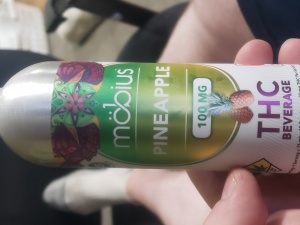 möbius
PINEAPPLE
100 MG
THC
BEVERAGE